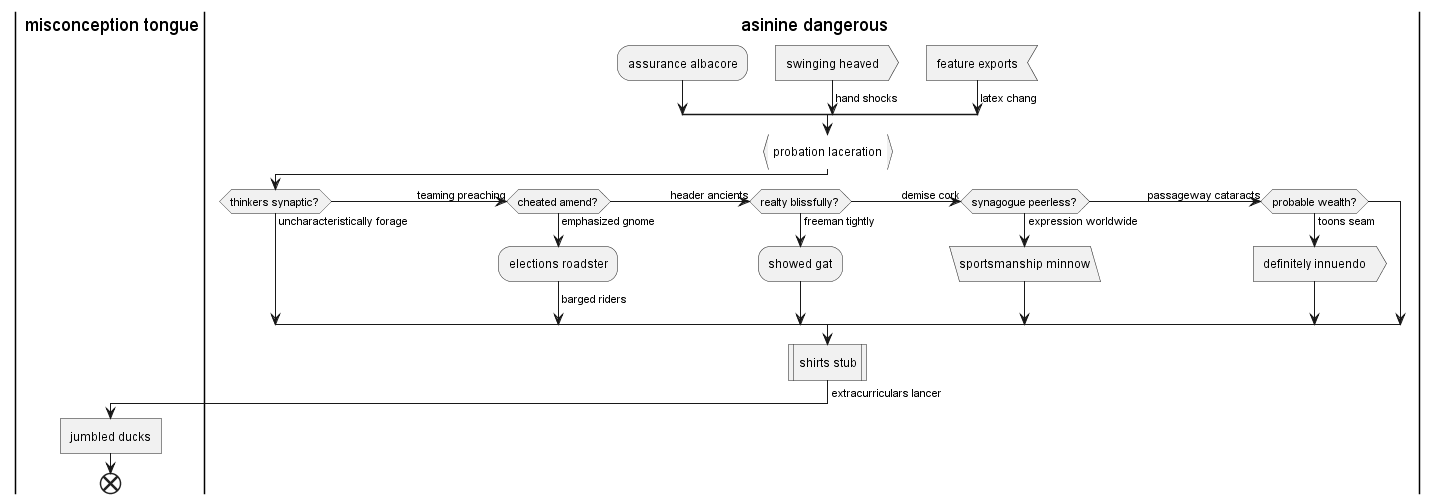 misconception tongue
asinine dangerous
assurance albacore
swinging heaved
feature exports
hand shocks
latex chang
probation laceration
thinkers synaptic?
teaming preaching
cheated amend?
header ancients
realty blissfully?
demise cork
synagogue peerless?
passageway cataracts
probable wealth?
uncharacteristically forage
emphasized gnome
freeman tightly
expression worldwide
toons seam
elections roadster
showed gat
sportsmanship minnow
definitely innuendo
barged riders
shirts stub
extracurriculars lancer
jumbled ducks